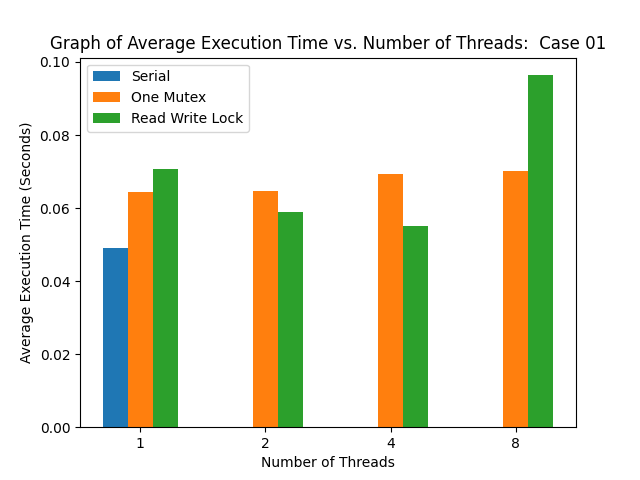 Graph of Average Execution Time vs. Number of Threads:  Case 01
Serial
One Mutex
Read Write Lock
Average Execution Time (Seconds)
0.10
0.08
0.06
0.04
0.02
0.00
1 2 4 8
Number of Threads